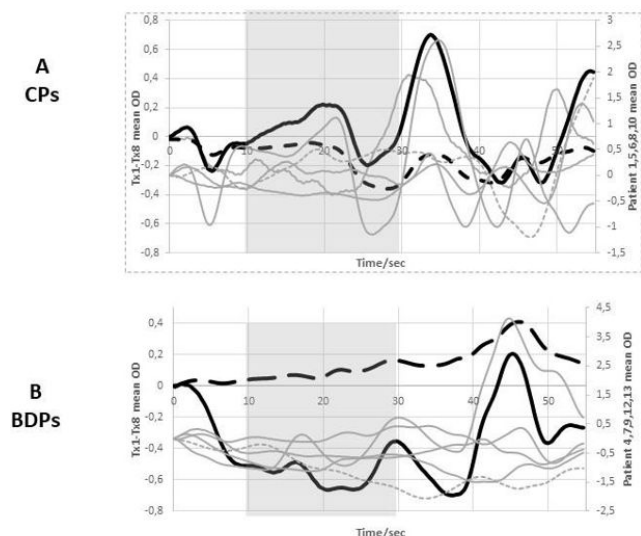 A
CPs
Tx1-Tx8 mean OD
0,8
0,6
0,4
0,2
0
-0,2
-0,4
-0,6
-0,8
0 10 20 30 40 50
Time/sec
3
2,5
2
1,5
1
0,5
0
-0,5
-1
-1,5
Patient 1,5,6,8,10 mean OD
B
BDPs
Tx1-Tx8 mean OD
0,4
0,2
0
-0,2
-0,4
-0,6
-0,8
0 10 20 30 40 50
Time/sec
4,5
3,5
2,5
1,5
0,5
-0,5
-1,5
-2,5
Patient 4,7,9,12,13 mean OD